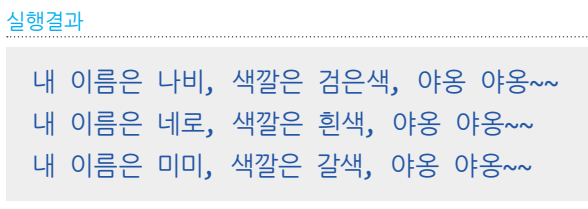 실행결과
내 이름은 나비, 색깔은 검은색, 야옹 야옹~~
내 이름은 네로, 색깔은 흰색, 야옹 야옹~~
내 이름은 미미, 색깔은 갈색, 야옹 야옹~~